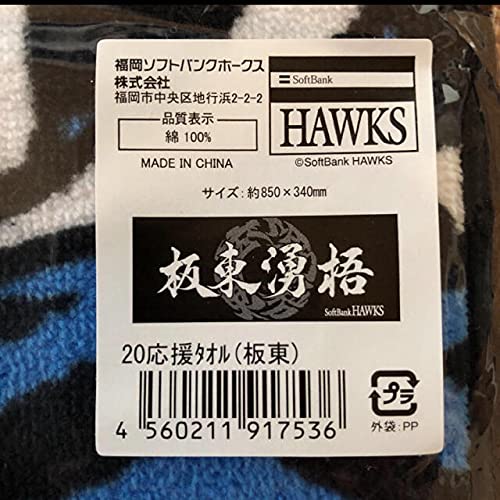 福岡ソフトバンクホークス
株式会社
福岡市中央区地行浜2-2-2
品質表示
綿 100%
MADE IN CHINA
SoftBank
HAWKS
©SoftBank HAWKS
サイズ:約850×340mm
板東湧梧
SoftBank HAWKS
20応援ﾀｵﾙ(板東)
4 560211 917536
プラ
外袋:PP